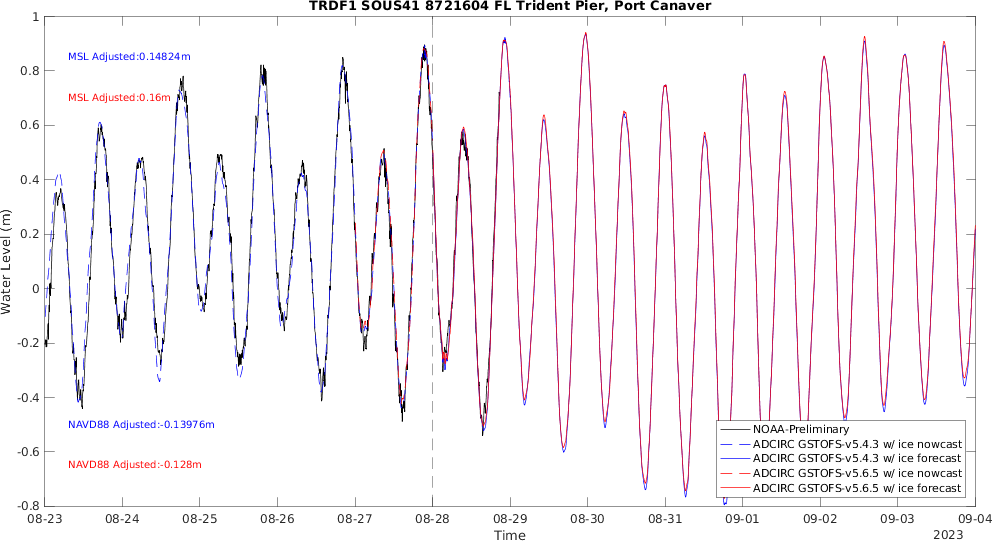 TRDF1 SOUS41 8721604 FL Trident Pier, Port Canaver
1
0.8
0.6
0.4
0.2
0
-0.2
-0.4
-0.6
-0.8
Water Level (m)
MSL Adjusted:0.14824m
MSL Adjusted:0.16m
NAVD88 Adjusted:-0.13976m
NAVD88 Adjusted:-0.128m
NOAA-Preliminary
ADCIRC GSTOFS-v5.4.3 w/ ice nowcast
ADCIRC GSTOFS-v5.4.3 w/ ice forecast
ADCIRC GSTOFS-v5.6.5 w/ ice nowcast
ADCIRC GSTOFS-v5.6.5 w/ ice forecast
08-23 08-24 08-25 08-26 08-27 08-28 08-29 08-30 08-31 09-01 09-02 09-03 09-04
Time
2023